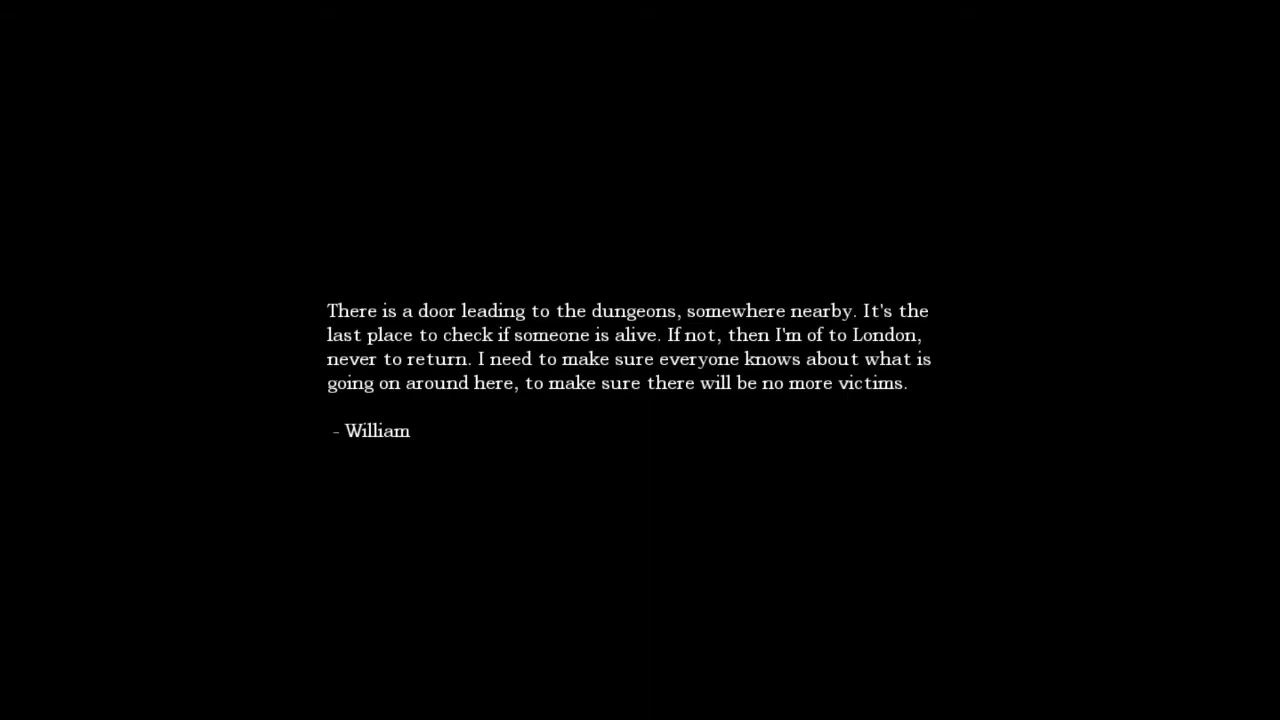 There is a door leading to the dungeons, somewhere nearby. It's the
last place to check if someone is alive. If not, then I'm of to London,
never to return. I need to make sure everyone knows about what is
going on around here, to make sure there will be no more victims.
- William